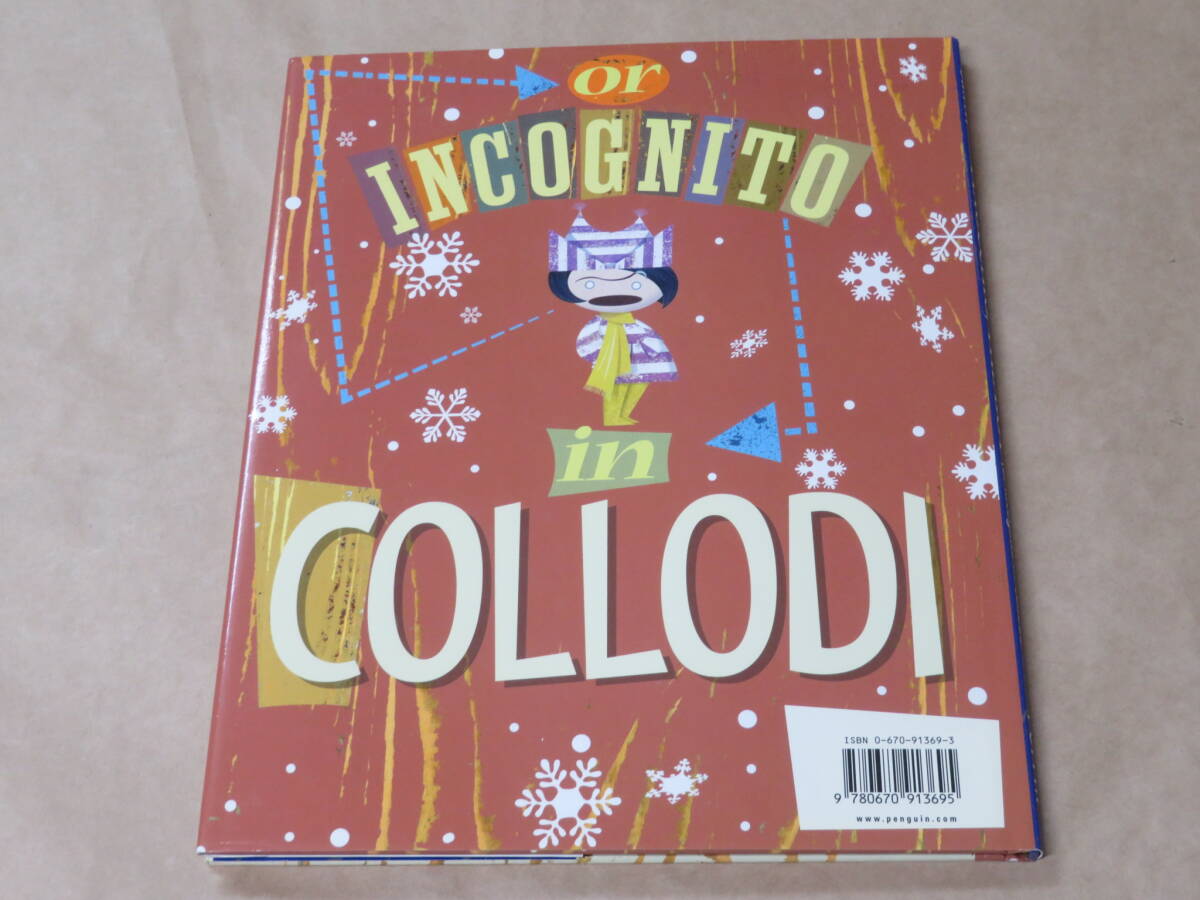 or
INCOGNITO
in
COLLODI
ISBN 0-670-91369-3
9 780670 913695
www.penguin.com